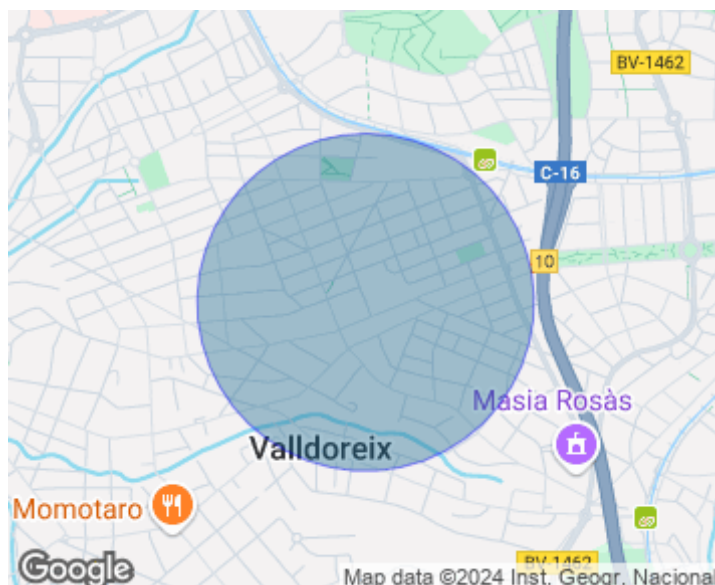 BV-1462
C-16
10
Masia Rosàs
Valldoreix
Momotaro
BV-1462
Google
Map data ©2024 Inst. Geogr. Nacional